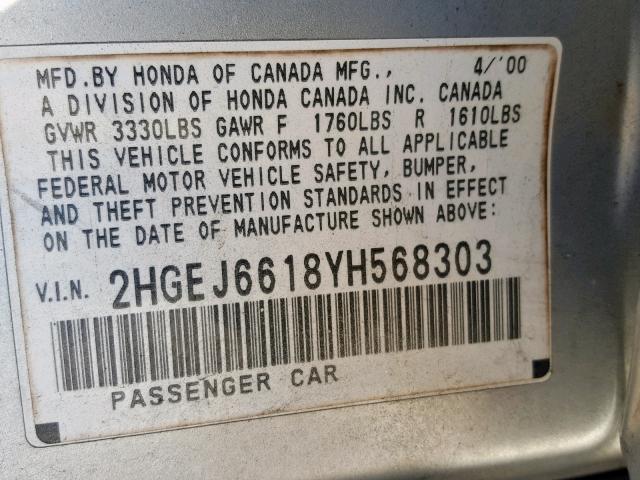 MFD.BY HONDA OF CANADA MFG., 4/'00
A DIVISION OF HONDA CANADA INC. CANADA
GVWR 3330LBS GAWR F 1760LBS R 1610LBS
THIS VEHICLE CONFORMS TO ALL APPLICABLE
FEDERAL MOTOR VEHICLE SAFETY, BUMPER,
AND THEFT PREVENTION STANDARDS IN EFFECT
ON THE DATE OF MANUFACTURE SHOWN ABOVE:
V.I.N. 2HGEJ6618YH568303
PASSENGER CAR